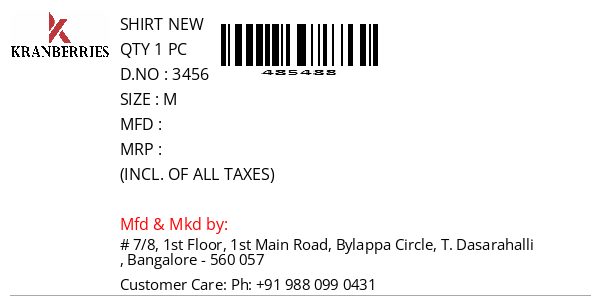 KRANBERRIES
SHIRT NEW
QTY 1 PC
D.NO : 3456
SIZE : M
MFD :
MRP :
(INCL. OF ALL TAXES)
485488
Mfd & Mkd by:
# 7/8, 1st Floor, 1st Main Road, Bylappa Circle, T. Dasarahalli
, Bangalore - 560 057
Customer Care: Ph: +91 988 099 0431